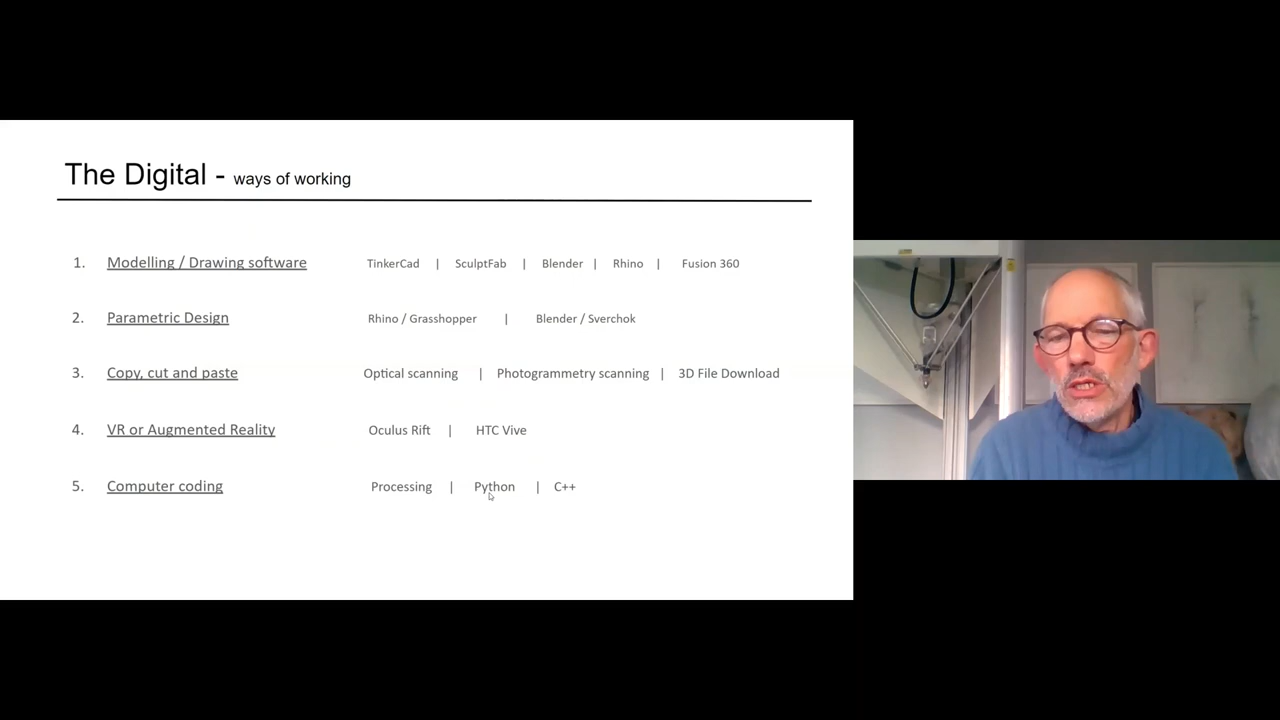 The Digital - ways of working
1. Modelling / Drawing software TinkerCad | SculptFab | Blender | Rhino | Fusion 360
2. Parametric Design Rhino / Grasshopper | Blender / Sverchok
3. Copy, cut and paste Optical scanning | Photogrammetry scanning | 3D File Download
4. VR or Augmented Reality Oculus Rift | HTC Vive
5. Computer coding Processing | Python | C++